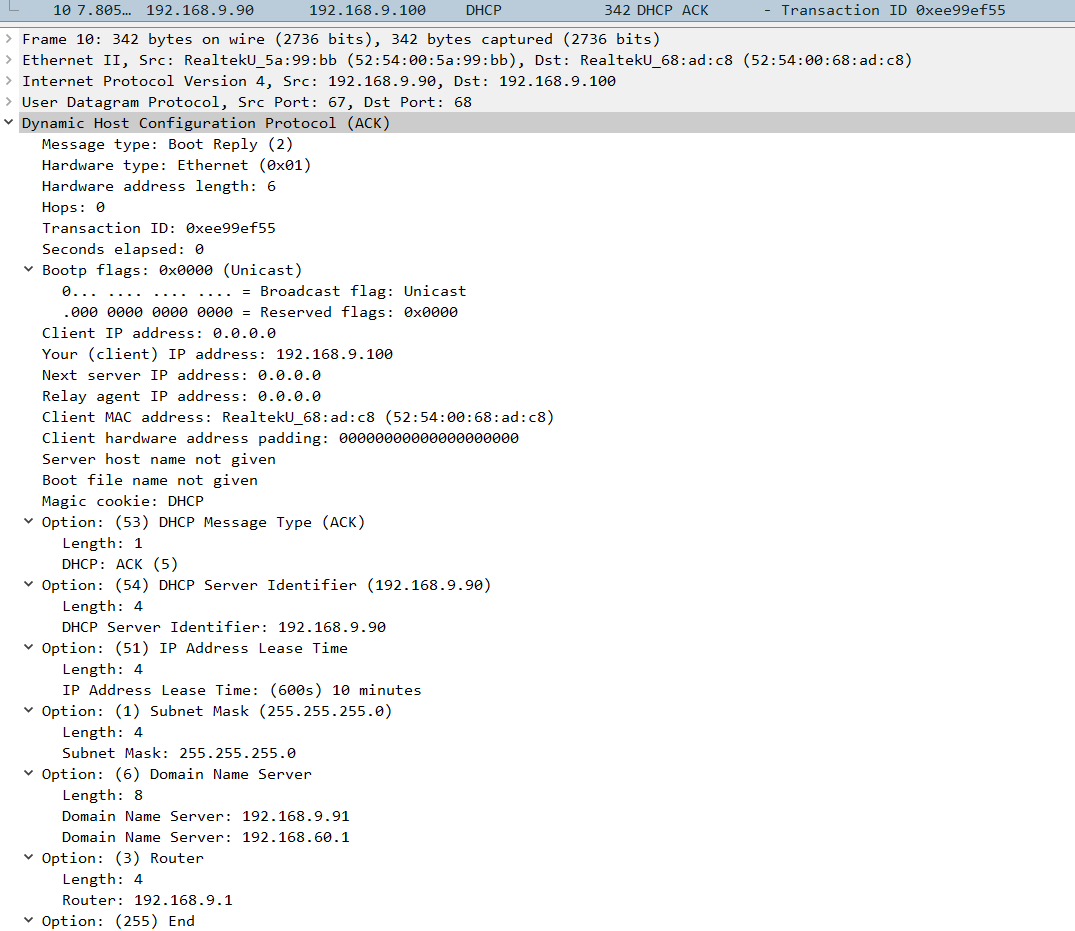 10 7.805… 192.168.9.90 192.168.9.100 DHCP 342 DHCP ACK - Transaction ID 0xee99ef55
Frame 10: 342 bytes on wire (2736 bits), 342 bytes captured (2736 bits)
Ethernet II, Src: RealtekU_5a:99:bb (52:54:00:5a:99:bb), Dst: RealtekU_68:ad:c8 (52:54:00:68:ad:c8)
Internet Protocol Version 4, Src: 192.168.9.90, Dst: 192.168.9.100
User Datagram Protocol, Src Port: 67, Dst Port: 68
Dynamic Host Configuration Protocol (ACK)
Message type: Boot Reply (2)
Hardware type: Ethernet (0x01)
Hardware address length: 6
Hops: 0
Transaction ID: 0xee99ef55
Seconds elapsed: 0
Bootp flags: 0x0000 (Unicast)
0... .... .... .... = Broadcast flag: Unicast
.000 0000 0000 0000 = Reserved flags: 0x0000
Client IP address: 0.0.0.0
Your (client) IP address: 192.168.9.100
Next server IP address: 0.0.0.0
Relay agent IP address: 0.0.0.0
Client MAC address: RealtekU_68:ad:c8 (52:54:00:68:ad:c8)
Client hardware address padding: 00000000000000000000
Server host name not given
Boot file name not given
Magic cookie: DHCP
Option: (53) DHCP Message Type (ACK)
Length: 1
DHCP: ACK (5)
Option: (54) DHCP Server Identifier (192.168.9.90)
Length: 4
DHCP Server Identifier: 192.168.9.90
Option: (51) IP Address Lease Time
Length: 4
IP Address Lease Time: (600s) 10 minutes
Option: (1) Subnet Mask (255.255.255.0)
Length: 4
Subnet Mask: 255.255.255.0
Option: (6) Domain Name Server
Length: 8
Domain Name Server: 192.168.9.91
Domain Name Server: 192.168.60.1
Option: (3) Router
Length: 4
Router: 192.168.9.1
Option: (255) End